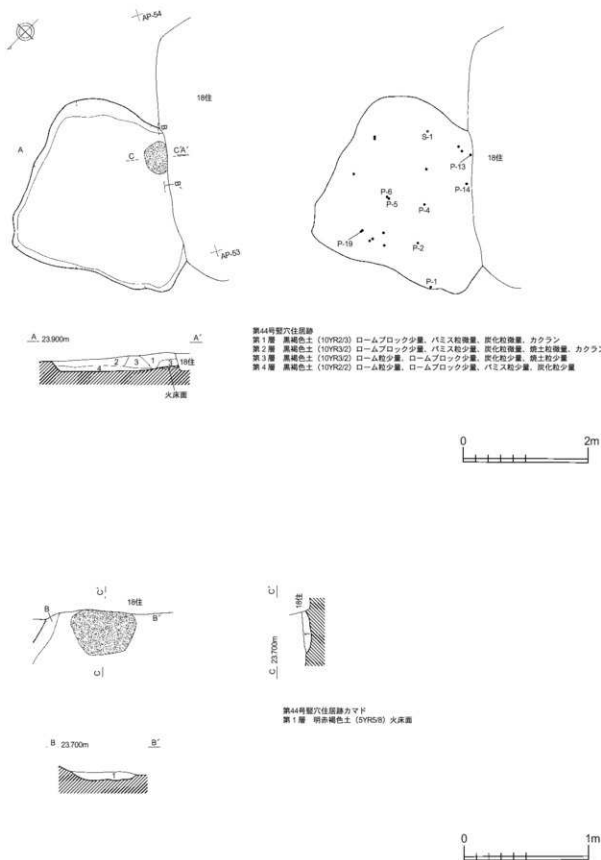 AP-54
18住
A
B
C
C'A'
B'
AP-53
S-1
18住
P-13
P-14
P-6
P-5
P-4
P-19
P-2
P-1
A 23.900m A'
2 3 1 3 18住
4
火床面
第44号竪穴住居跡
第1層 黒褐色土（10YR2/3）ロームブロック少量、パミス粒微量、炭化粒微量、カクラン
第2層 黒褐色土（10YR3/2）ロームブロック少量、パミス粒少量、炭化粒微量、焼土粒微量、カクラン
第3層 黒褐色土（10YR3/2）ローム粒少量、ロームブロック少量、炭化粒少量、焼土粒少量
第4層 黒褐色土（10YR2/2）ローム粒少量、ロームブロック少量、パミス粒少量、炭化粒少量
0 2m
C'
18住
B
B'
C
C'
18住
1
C 23.700m
第44号竪穴住居跡カマド
第1層 明赤褐色土（5YR5/8）火床面
B 23.700m B'
1
0 1m